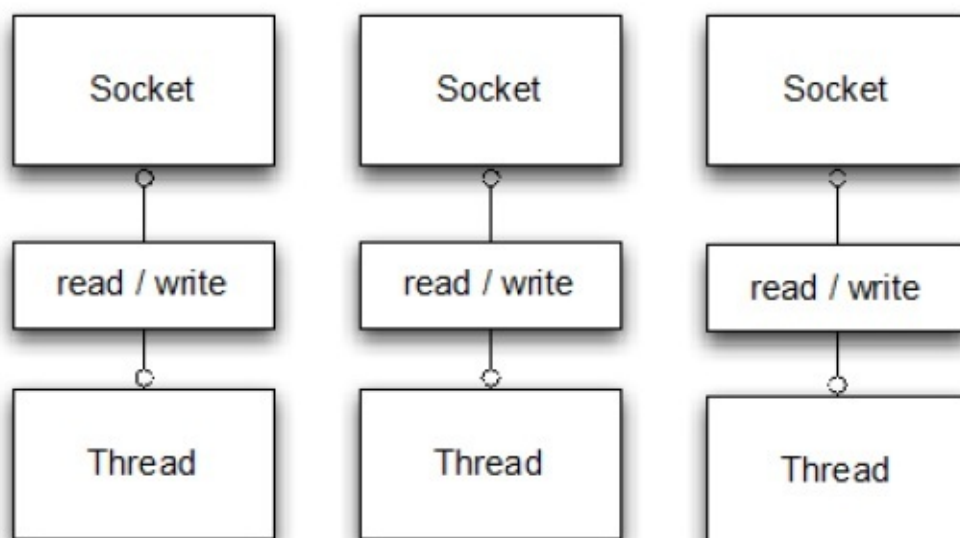 Socket
Socket
Socket
read / write
read / write
read / write
Thread
Thread
Thread